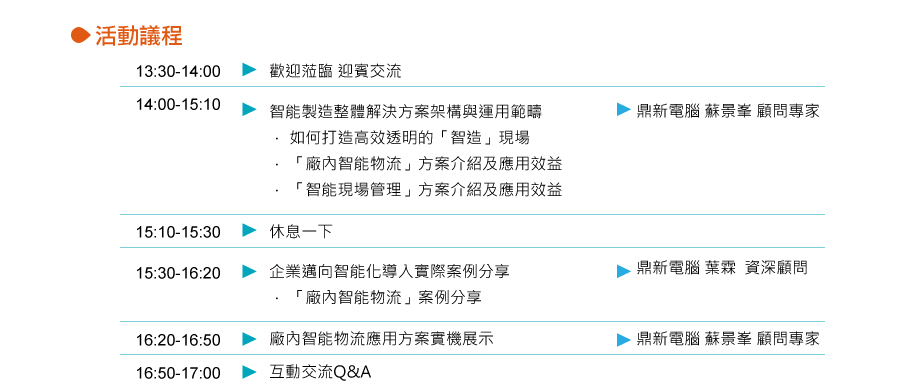 活動議程
13:30-14:00 歡迎蒞臨 迎賓交流
14:00-15:10 智能製造整體解決方案架構與運用範疇 鼎新電腦 蘇景峯 顧問專家
· 如何打造高效透明的「智造」現場
· 「廠內智能物流」方案介紹及應用效益
· 「智能現場管理」方案介紹及應用效益
15:10-15:30 休息一下
15:30-16:20 企業邁向智能化導入實際案例分享 鼎新電腦 葉霖 資深顧問
· 「廠內智能物流」案例分享
16:20-16:50 廠內智能物流應用方案實機展示 鼎新電腦 蘇景峯 顧問專家
16:50-17:00 互動交流Q&A